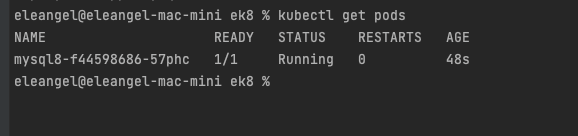 eleangel@eleangel-mac-mini ek8 % kubectl get pods
NAME                     READY   STATUS    RESTARTS   AGE
mysql8-f44598686-57phc   1/1     Running   0          48s
eleangel@eleangel-mac-mini ek8 %